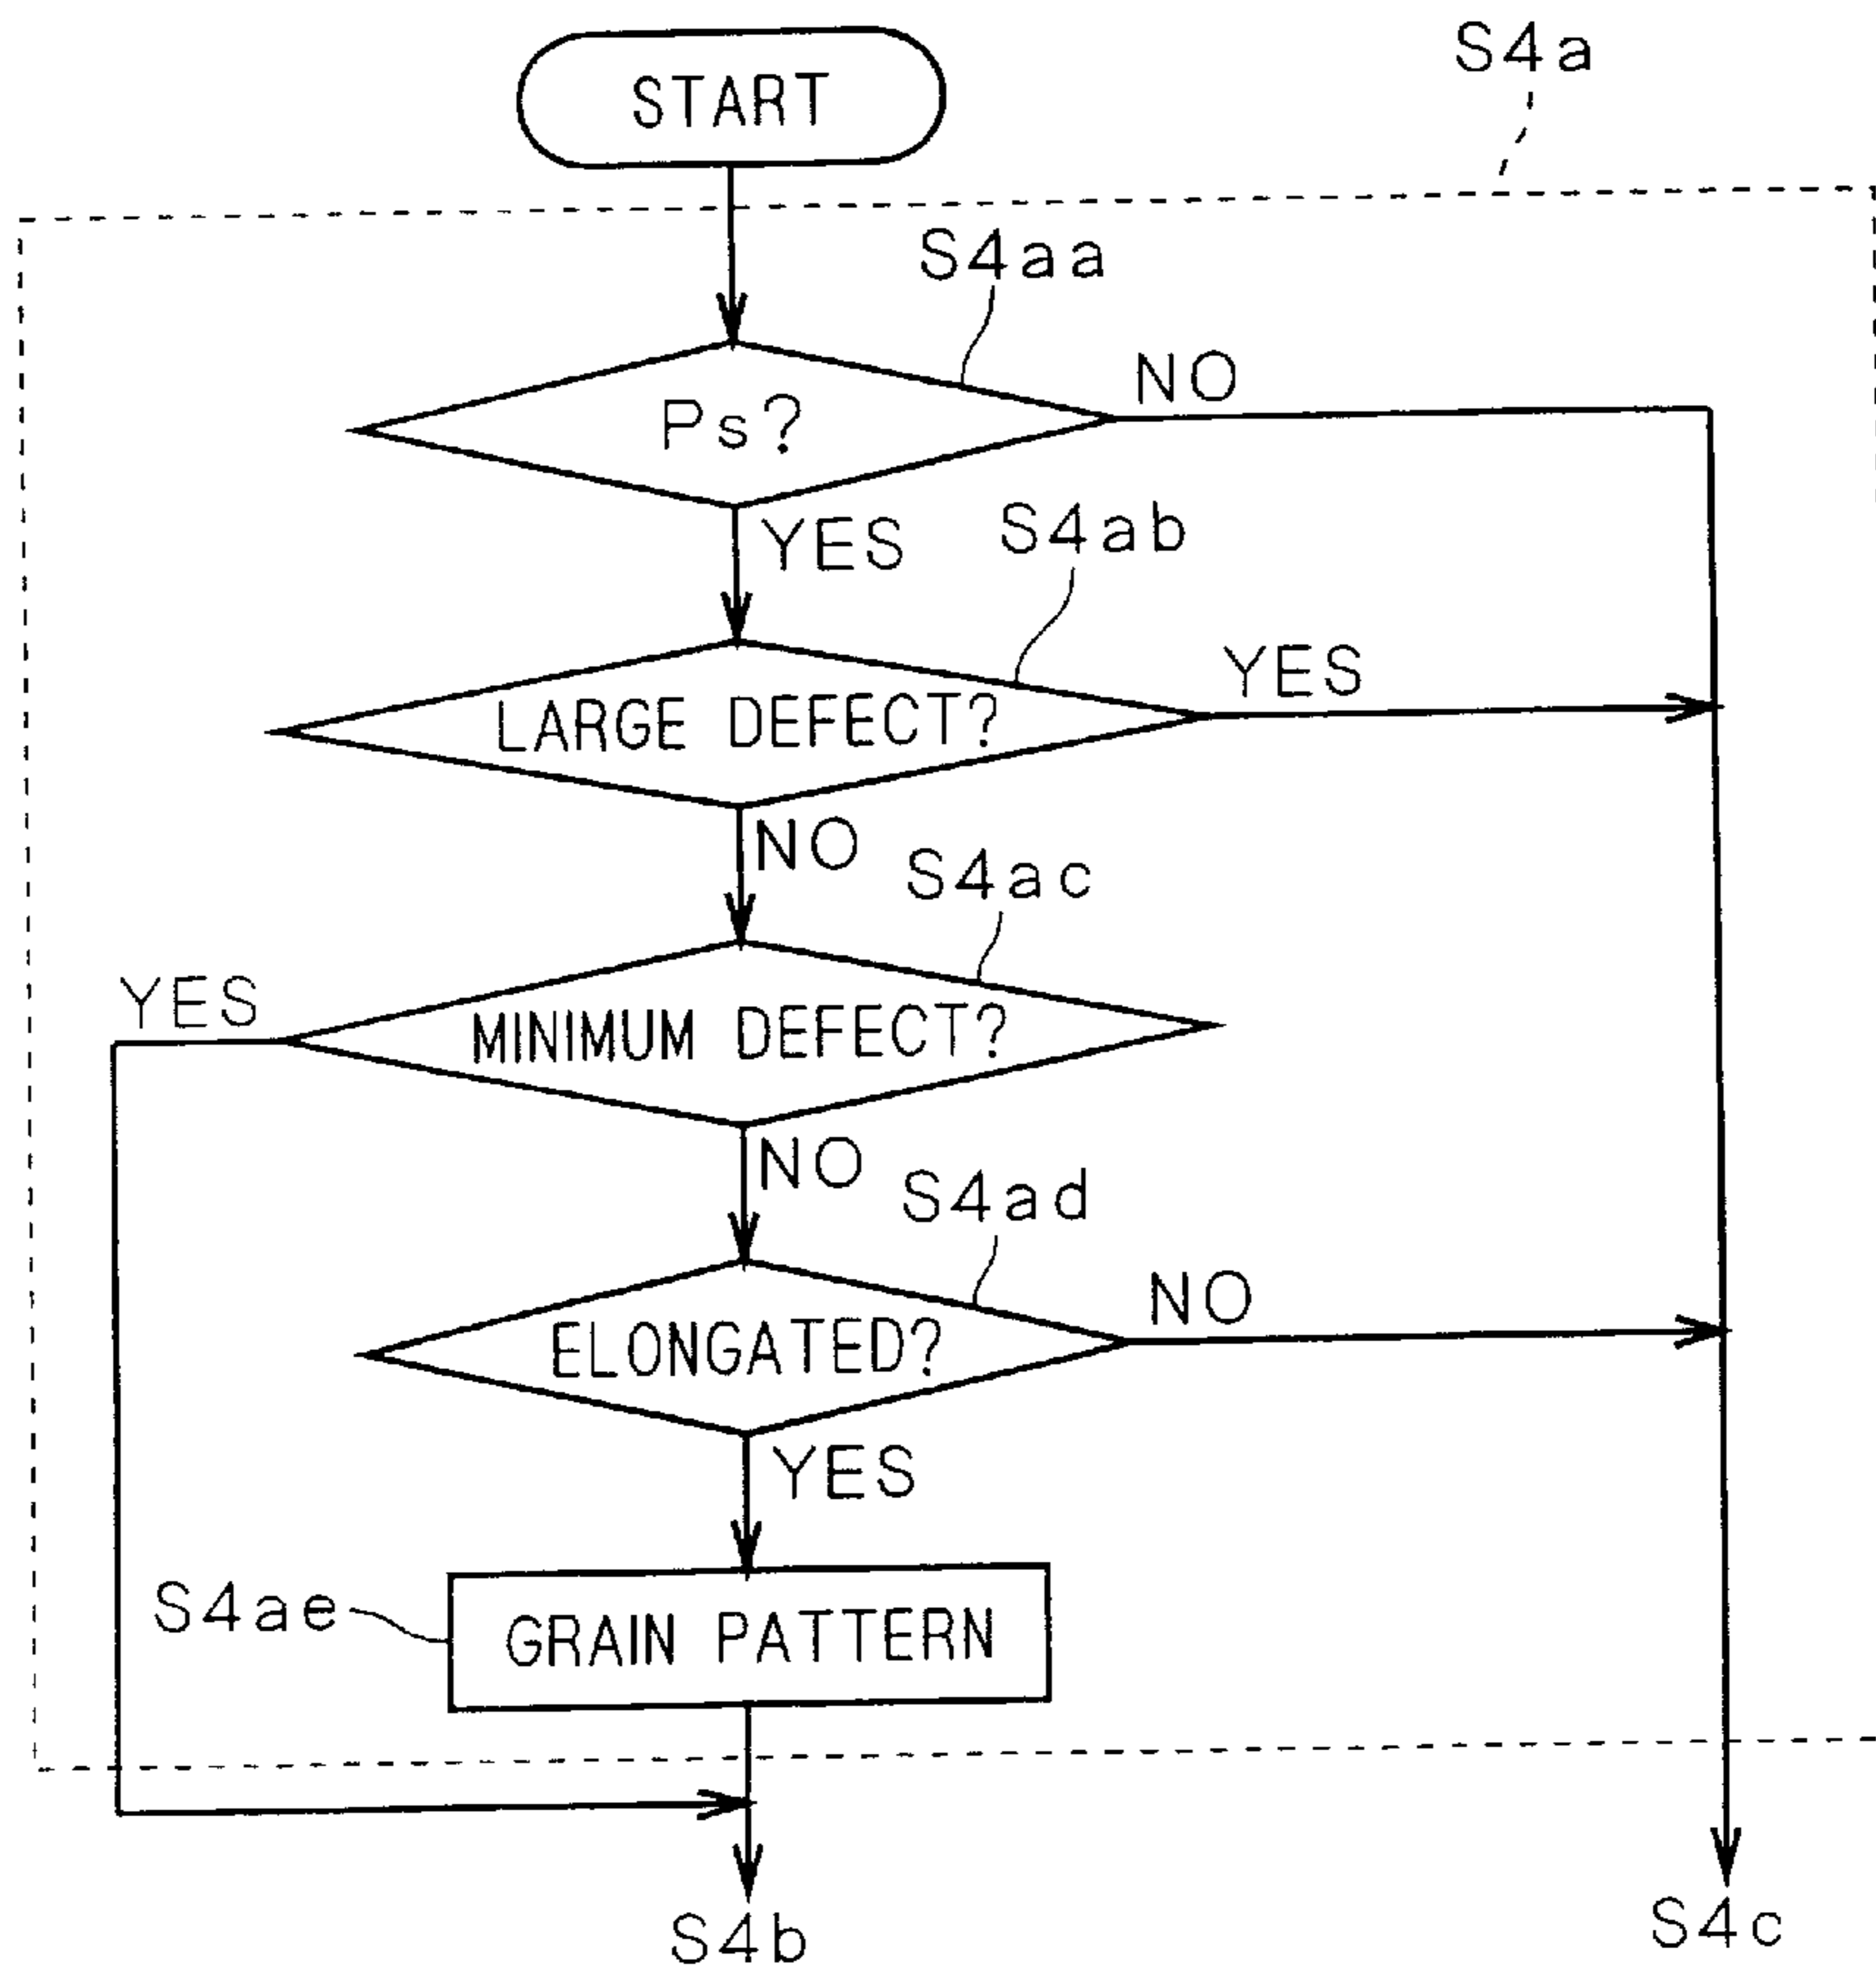 S4a
START
S4aa
NO
Ps?
YES
S4ab
YES
LARGE DEFECT?
NO
S4ac
YES
MINIMUM DEFECT?
NO
S4ad
NO
ELONGATED?
YES
S4ae
GRAIN PATTERN
S4b
S4c